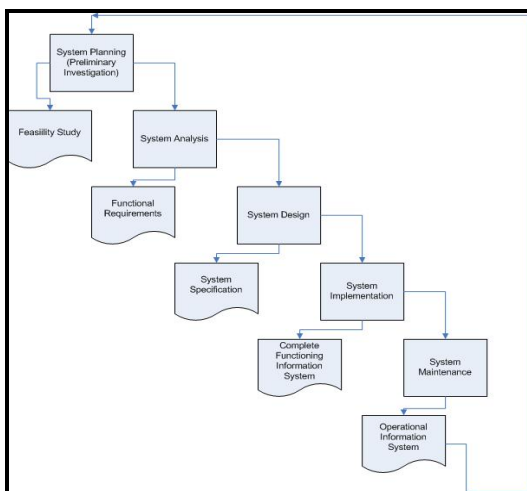 System Planning
(Preliminary
Investigation)
Feasiility Study
System Analysis
Functional
Requirements
System Design
System
Specification
System
Implementation
Complete
Functioning
Information
System
System
Maintenance
Operational
Information
System